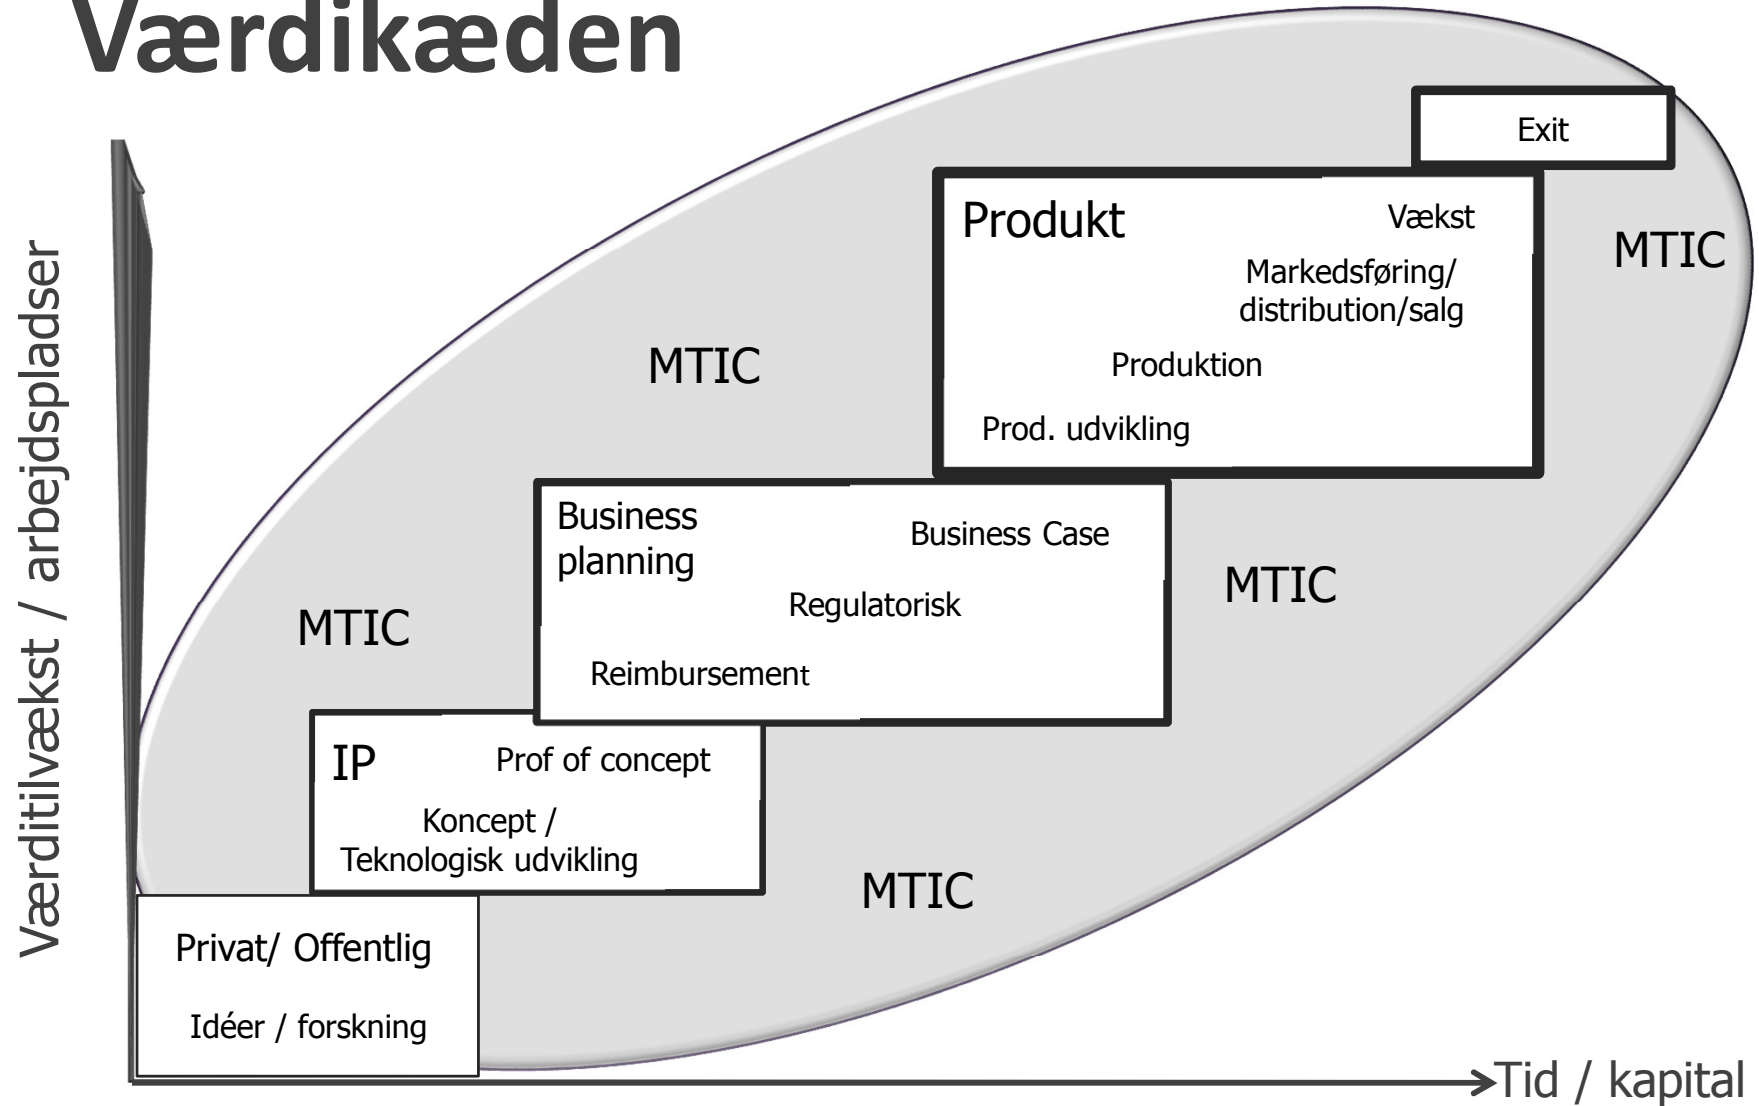 Værdikæden
Exit
Produkt
Vækst
MTIC
Markedsføring/
distribution/salg
MTIC
Produktion
Prod. udvikling
Business
planning
Business Case
MTIC
Regulatorisk
MTIC
Reimbursement
IP
Prof of concept
Koncept /
Teknologisk udvikling
MTIC
Privat/ Offentlig
Idéer / forskning
Værditilvækst / arbejdspladser
Tid / kapital